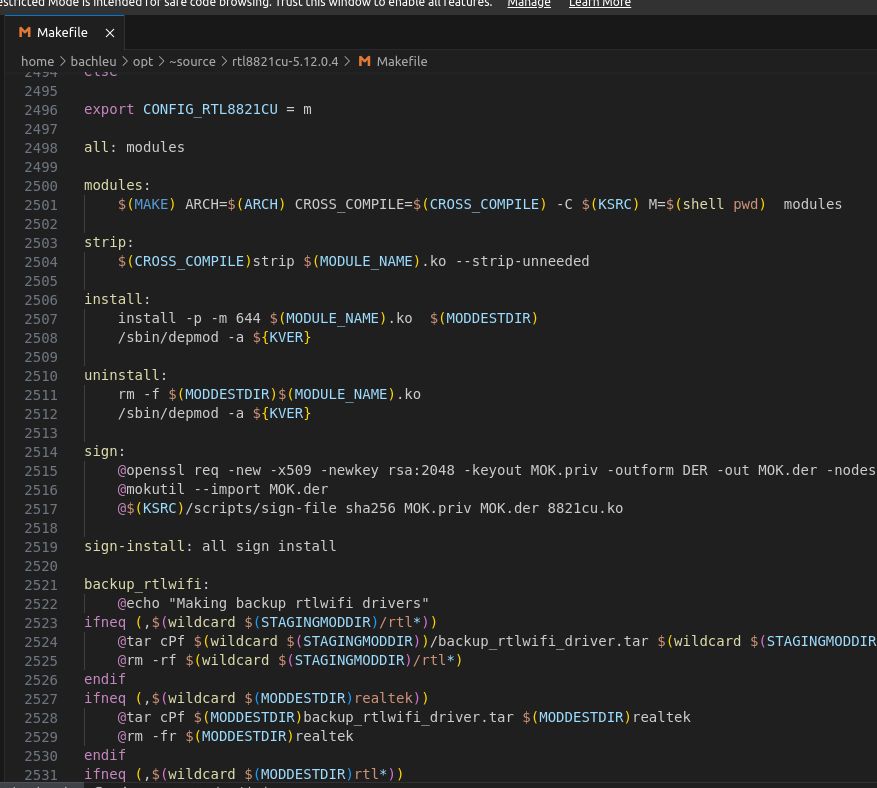 estricted Mode is intended for safe code browsing. Trust this window to enable all features. Manage Learn More
Makefile
home > bachleu > opt > ~source > rtl8821cu-5.12.0.4 > Makefile
2494 else
2495
2496 export CONFIG_RTL8821CU = m
2497
2498 all: modules
2499
2500 modules:
2501 $(MAKE) ARCH=$(ARCH) CROSS_COMPILE=$(CROSS_COMPILE) -C $(KSRC) M=$(shell pwd)  modules
2502
2503 strip:
2504 $(CROSS_COMPILE)strip $(MODULE_NAME).ko --strip-unneeded
2505
2506 install:
2507 install -p -m 644 $(MODULE_NAME).ko  $(MODDESTDIR)
2508 /sbin/depmod -a ${KVER}
2509
2510 uninstall:
2511 rm -f $(MODDESTDIR)$(MODULE_NAME).ko
2512 /sbin/depmod -a ${KVER}
2513
2514 sign:
2515 @openssl req -new -x509 -newkey rsa:2048 -keyout MOK.priv -outform DER -out MOK.der -nodes
2516 @mokutil --import MOK.der
2517 @$(KSRC)/scripts/sign-file sha256 MOK.priv MOK.der 8821cu.ko
2518
2519 sign-install: all sign install
2520
2521 backup_rtlwifi:
2522 @echo "Making backup rtlwifi drivers"
2523 ifneq (,$(wildcard $(STAGINGMODDIR)/rtl*))
2524 @tar cPf $(wildcard $(STAGINGMODDIR))/backup_rtlwifi_driver.tar $(wildcard $(STAGINGMODDIR
2525 @rm -rf $(wildcard $(STAGINGMODDIR)/rtl*)
2526 endif
2527 ifneq (,$(wildcard $(MODDESTDIR)realtek))
2528 @tar cPf $(MODDESTDIR)backup_rtlwifi_driver.tar $(MODDESTDIR)realtek
2529 @rm -fr $(MODDESTDIR)realtek
2530 endif
2531 ifneq (,$(wildcard $(MODDESTDIR)rtl*))